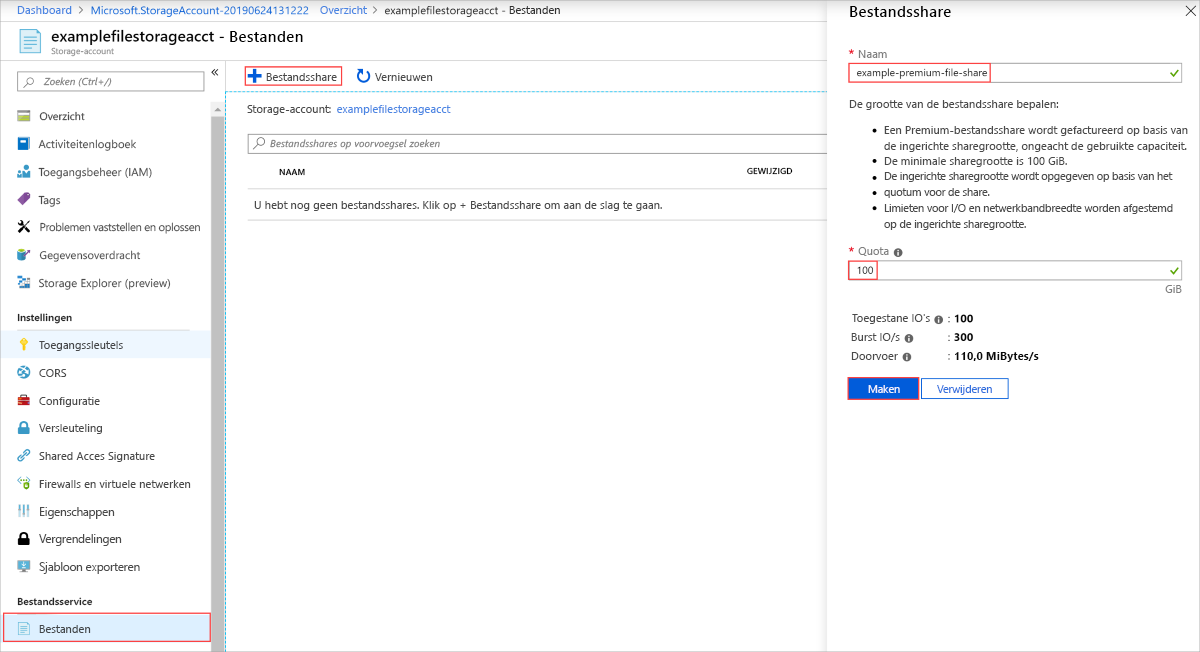 Dashboard > Microsoft.StorageAccount-20190624131222 Overzicht > examplefilestorageacct - Bestanden
examplefilestorageacct - Bestanden
Storage-account
Zoeken (Ctrl+/)
«
Overzicht
Activiteitenlogboek
Toegangsbeheer (IAM)
Tags
Problemen vaststellen en oplossen
Gegevensoverdracht
Storage Explorer (preview)
Instellingen
Toegangssleutels
CORS
Configuratie
Versleuteling
Shared Acces Signature
Firewalls en virtuele netwerken
Eigenschappen
Vergrendelingen
Sjabloon exporteren
Bestandsservice
Bestanden
Bestandsshare Vernieuwen
Storage-account: examplefilestorageacct
Bestandsshares op voorvoegsel zoeken
NAAM GEWIJZIGD
U hebt nog geen bestandsshares. Klik op + Bestandsshare om aan de slag te gaan.
Bestandsshare
* Naam
example-premium-file-share
De grootte van de bestandsshare bepalen:
• Een Premium-bestandsshare wordt gefactureerd op basis van
de ingerichte sharegrootte, ongeacht de gebruikte capaciteit.
• De minimale sharegrootte is 100 GiB.
• De ingerichte sharegrootte wordt opgegeven op basis van het
• quotum voor de share.
• Limieten voor I/O en netwerkbandbreedte worden afgestemd
op de ingerichte sharegrootte.
* Quota
100
GiB
Toegestane IO's : 100
Burst IO/s : 300
Doorvoer : 110,0 MiBytes/s
Maken Verwijderen